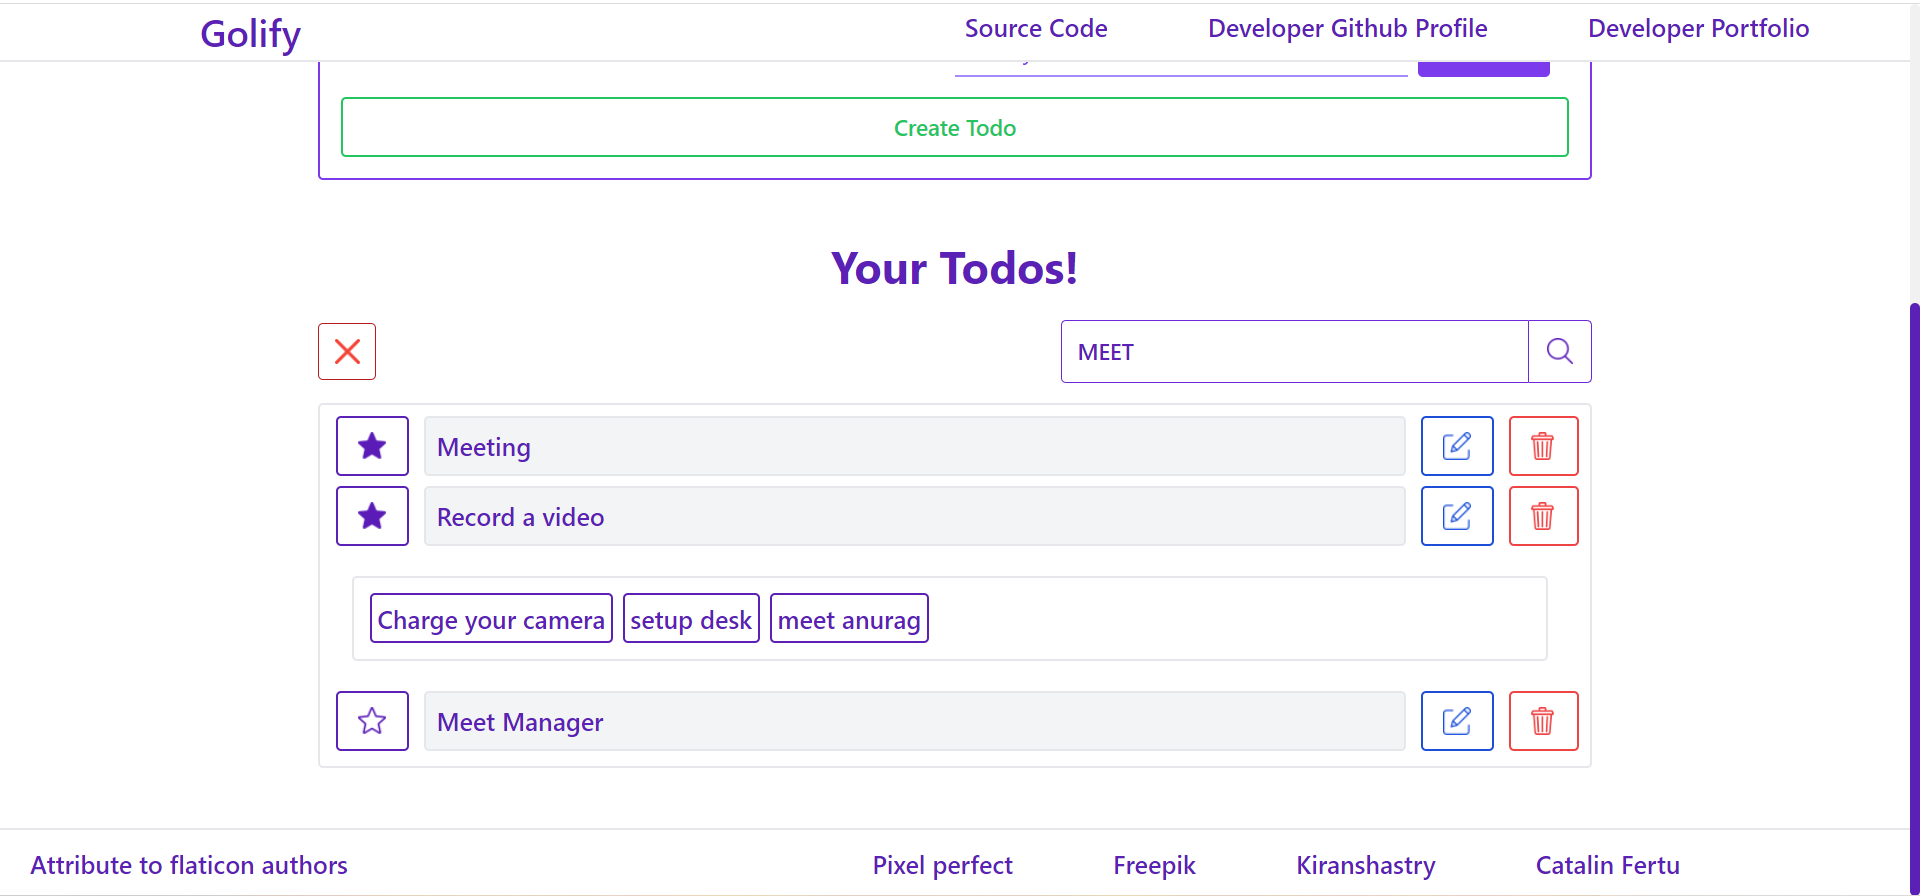 Golify Source Code Developer Github Profile Developer Portfolio
Create Todo
Your Todos!
MEET
Meeting
Record a video
Charge your camera setup desk meet anurag
Meet Manager
Attribute to flaticon authors Pixel perfect Freepik Kiranshastry Catalin Fertu